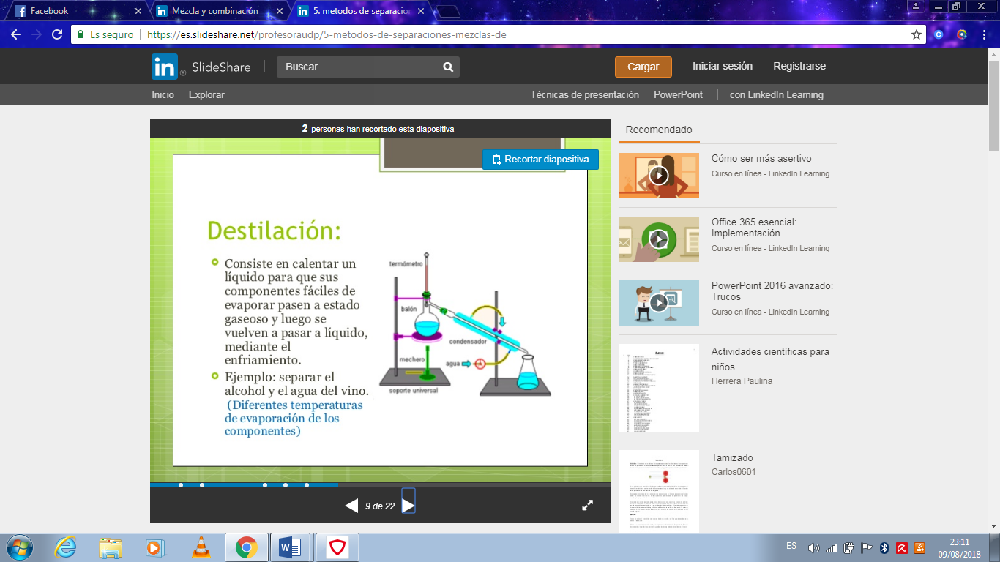 Facebook
Mezcla y combinación
5. metodos de separacion
Es seguro
https://es.slideshare.net/profesoraudp/5-metodos-de-separaciones-mezclas-de
in SlideShare
Buscar
Cargar
Iniciar sesión
Registrarse
Inicio
Explorar
Técnicas de presentación
PowerPoint
con LinkedIn Learning
2 personas han recortado esta diapositiva
Recortar diapositiva
Destilación:
Consiste en calentar un
líquido para que sus
componentes fáciles de
evaporar pasen a estado
gaseoso y luego se
vuelven a pasar a líquido,
mediante el
enfriamiento.
Ejemplo: separar el
alcohol y el agua del vino.
(Diferentes temperaturas
de evaporación de los
componentes)
termómetro
balón
condensador
mechero
agua
soporte universal
9 de 22
Recomendado
Cómo ser más asertivo
Curso en línea - LinkedIn Learning
Office 365 esencial:
Implementación
Curso en línea - LinkedIn Learning
PowerPoint 2016 avanzado:
Trucos
Curso en línea - LinkedIn Learning
Actividades científicas para
niños
Herrera Paulina
Tamizado
Carlos0601
ES
23:11
09/08/2018